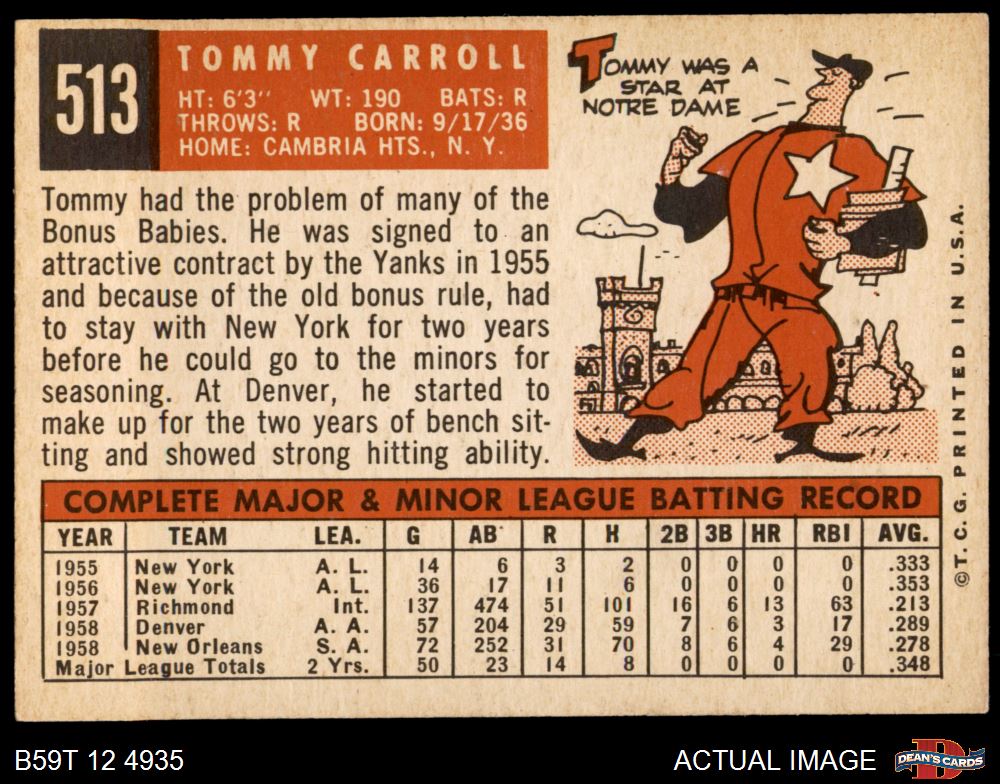 513
TOMMY CARROLL
HT: 6'3" WT: 190 BATS: R
THROWS: R BORN: 9/17/36
HOME: CAMBRIA HTS., N. Y.
TOMMY WAS A
STAR AT
NOTRE DAME
Tommy had the problem of many of the
Bonus Babies. He was signed to an
attractive contract by the Yanks in 1955
and because of the old bonus rule, had
to stay with New York for two years
before he could go to the minors for
seasoning. At Denver, he started to
make up for the two years of bench sit-
ting and showed strong hitting ability.
COMPLETE MAJOR & MINOR LEAGUE BATTING RECORD
YEAR TEAM LEA. G AB R H 2B 3B HR RBI AVG.
1955 New York A. L. 14 6 3 2 0 0 0 0 .333
1956 New York A. L. 36 17 11 6 0 0 0 0 .353
1957 Richmond Int. 137 474 51 101 16 6 13 63 .213
1958 Denver A. A. 57 204 29 59 7 6 3 17 .289
1958 New Orleans S. A. 72 252 31 70 8 6 4 29 .278
Major League Totals 2 Yrs. 50 23 14 8 0 0 0 0 .348
© T. C. G. PRINTED IN U.S.A.
B59T 12 4935
ACTUAL IMAGE
DEAN'S CARDS